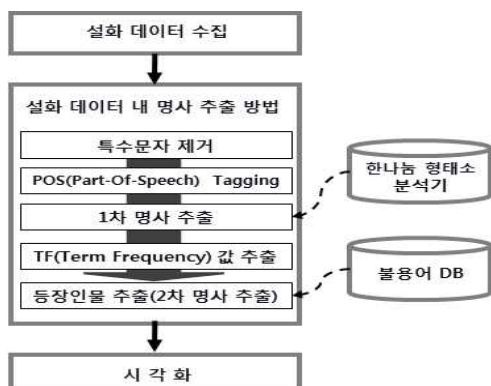 설화 데이터 수집
설화 데이터 내 명사 추출 방법
특수문자 제거
POS(Part-Of-Speech) Tagging
1차 명사 추출
TF(Term Frequency) 값 추출
등장인물 추출(2차 명사 추출)
한나눔 형태소
분석기
불용어 DB
시 각 화